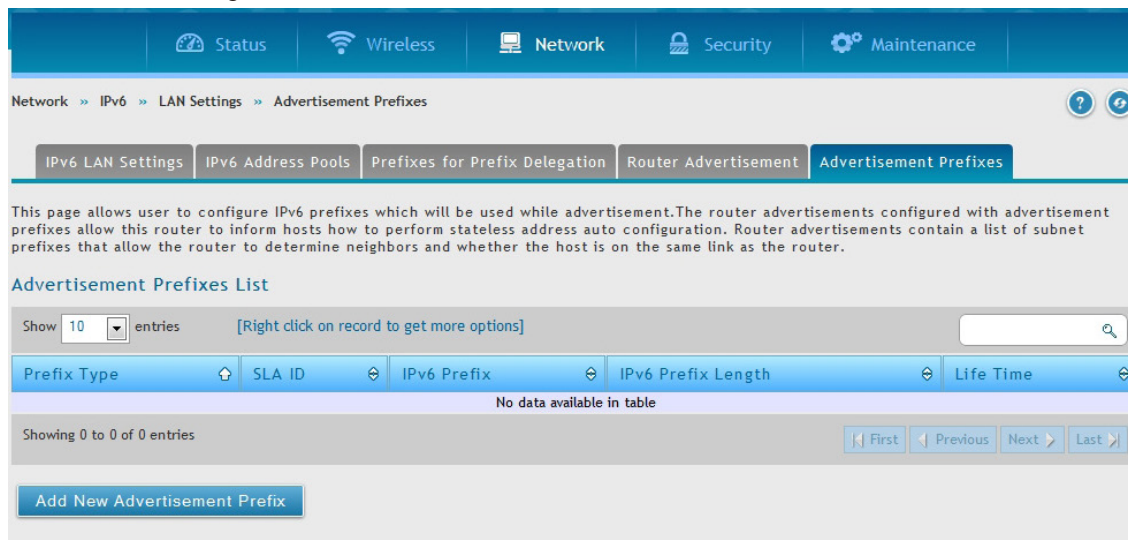 Status Wireless Network Security Maintenance
Network » IPv6 » LAN Settings » Advertisement Prefixes
IPv6 LAN Settings IPv6 Address Pools Prefixes for Prefix Delegation Router Advertisement Advertisement Prefixes
This page allows user to configure IPv6 prefixes which will be used while advertisement.The router advertisements configured with advertisement
prefixes allow this router to inform hosts how to perform stateless address auto configuration. Router advertisements contain a list of subnet
prefixes that allow the router to determine neighbors and whether the host is on the same link as the router.
Advertisement Prefixes List
Show 10 entries [Right click on record to get more options]
Prefix Type SLA ID IPv6 Prefix IPv6 Prefix Length Life Time
No data available in table
Showing 0 to 0 of 0 entries First Previous Next Last
Add New Advertisement Prefix